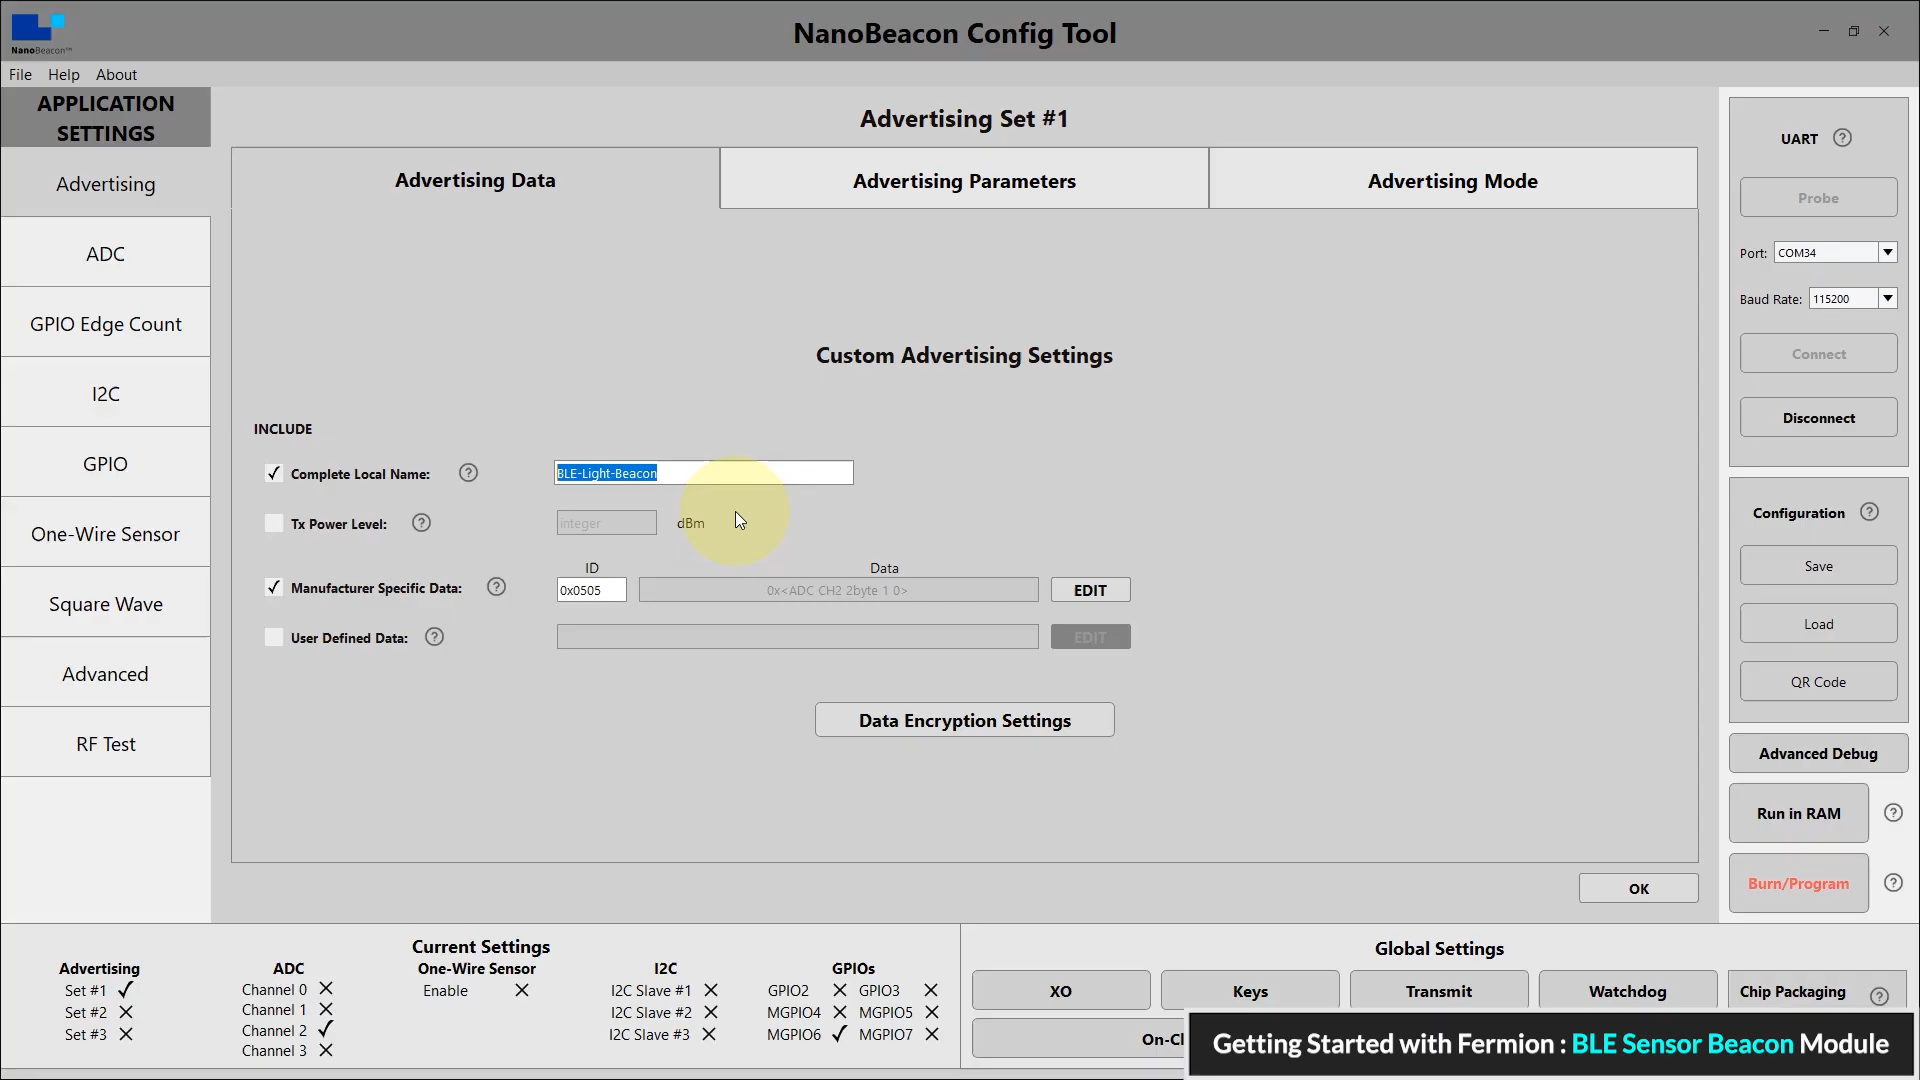 NanoBeacon Config Tool
NanoBeacon™
File Help About
APPLICATION
SETTINGS
Advertising
ADC
GPIO Edge Count
I2C
GPIO
One-Wire Sensor
Square Wave
Advanced
RF Test
Advertising Set #1
Advertising Data
Advertising Parameters
Advertising Mode
Custom Advertising Settings
INCLUDE
Complete Local Name: ? BLE-Light-Beacon
Tx Power Level: ? integer dBm
ID Data
Manufacturer Specific Data: ? 0x0505 0x<ADC CH2 2byte 1 0> EDIT
User Defined Data: ? EDIT
Data Encryption Settings
OK
UART ?
Probe
Port: COM34
Baud Rate: 115200
Connect
Disconnect
Configuration ?
Save
Load
QR Code
Advanced Debug
Run in RAM ?
Burn/Program ?
Current Settings
Advertising ADC One-Wire Sensor I2C GPIOs
Set #1
Set #2
Set #3
Channel 0
Channel 1
Channel 2
Channel 3
Enable
I2C Slave #1
I2C Slave #2
I2C Slave #3
GPIO2 GPIO3
MGPIO4 MGPIO5
MGPIO6 MGPIO7
Global Settings
XO Keys Transmit Watchdog Chip Packaging ?
Getting Started with Fermion : BLE Sensor Beacon Module